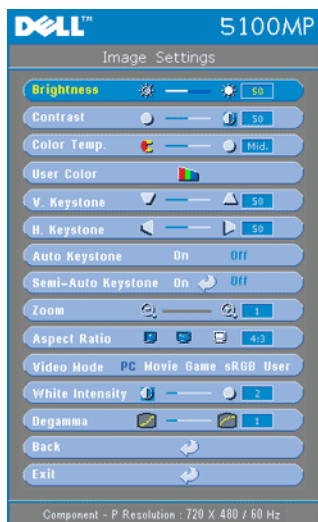 DELL™ 5100MP
Image Settings
Brightness 50
Contrast 50
Color Temp. Mid.
User Color
V. Keystone 50
H. Keystone 50
Auto Keystone On Off
Semi-Auto Keystone On Off
Zoom 1
Aspect Ratio 4:3
Video Mode PC Movie Game sRGB User
White Intensity 2
Degamma 1
Back
Exit
Component - P Resolution : 720 X 480 / 60 Hz